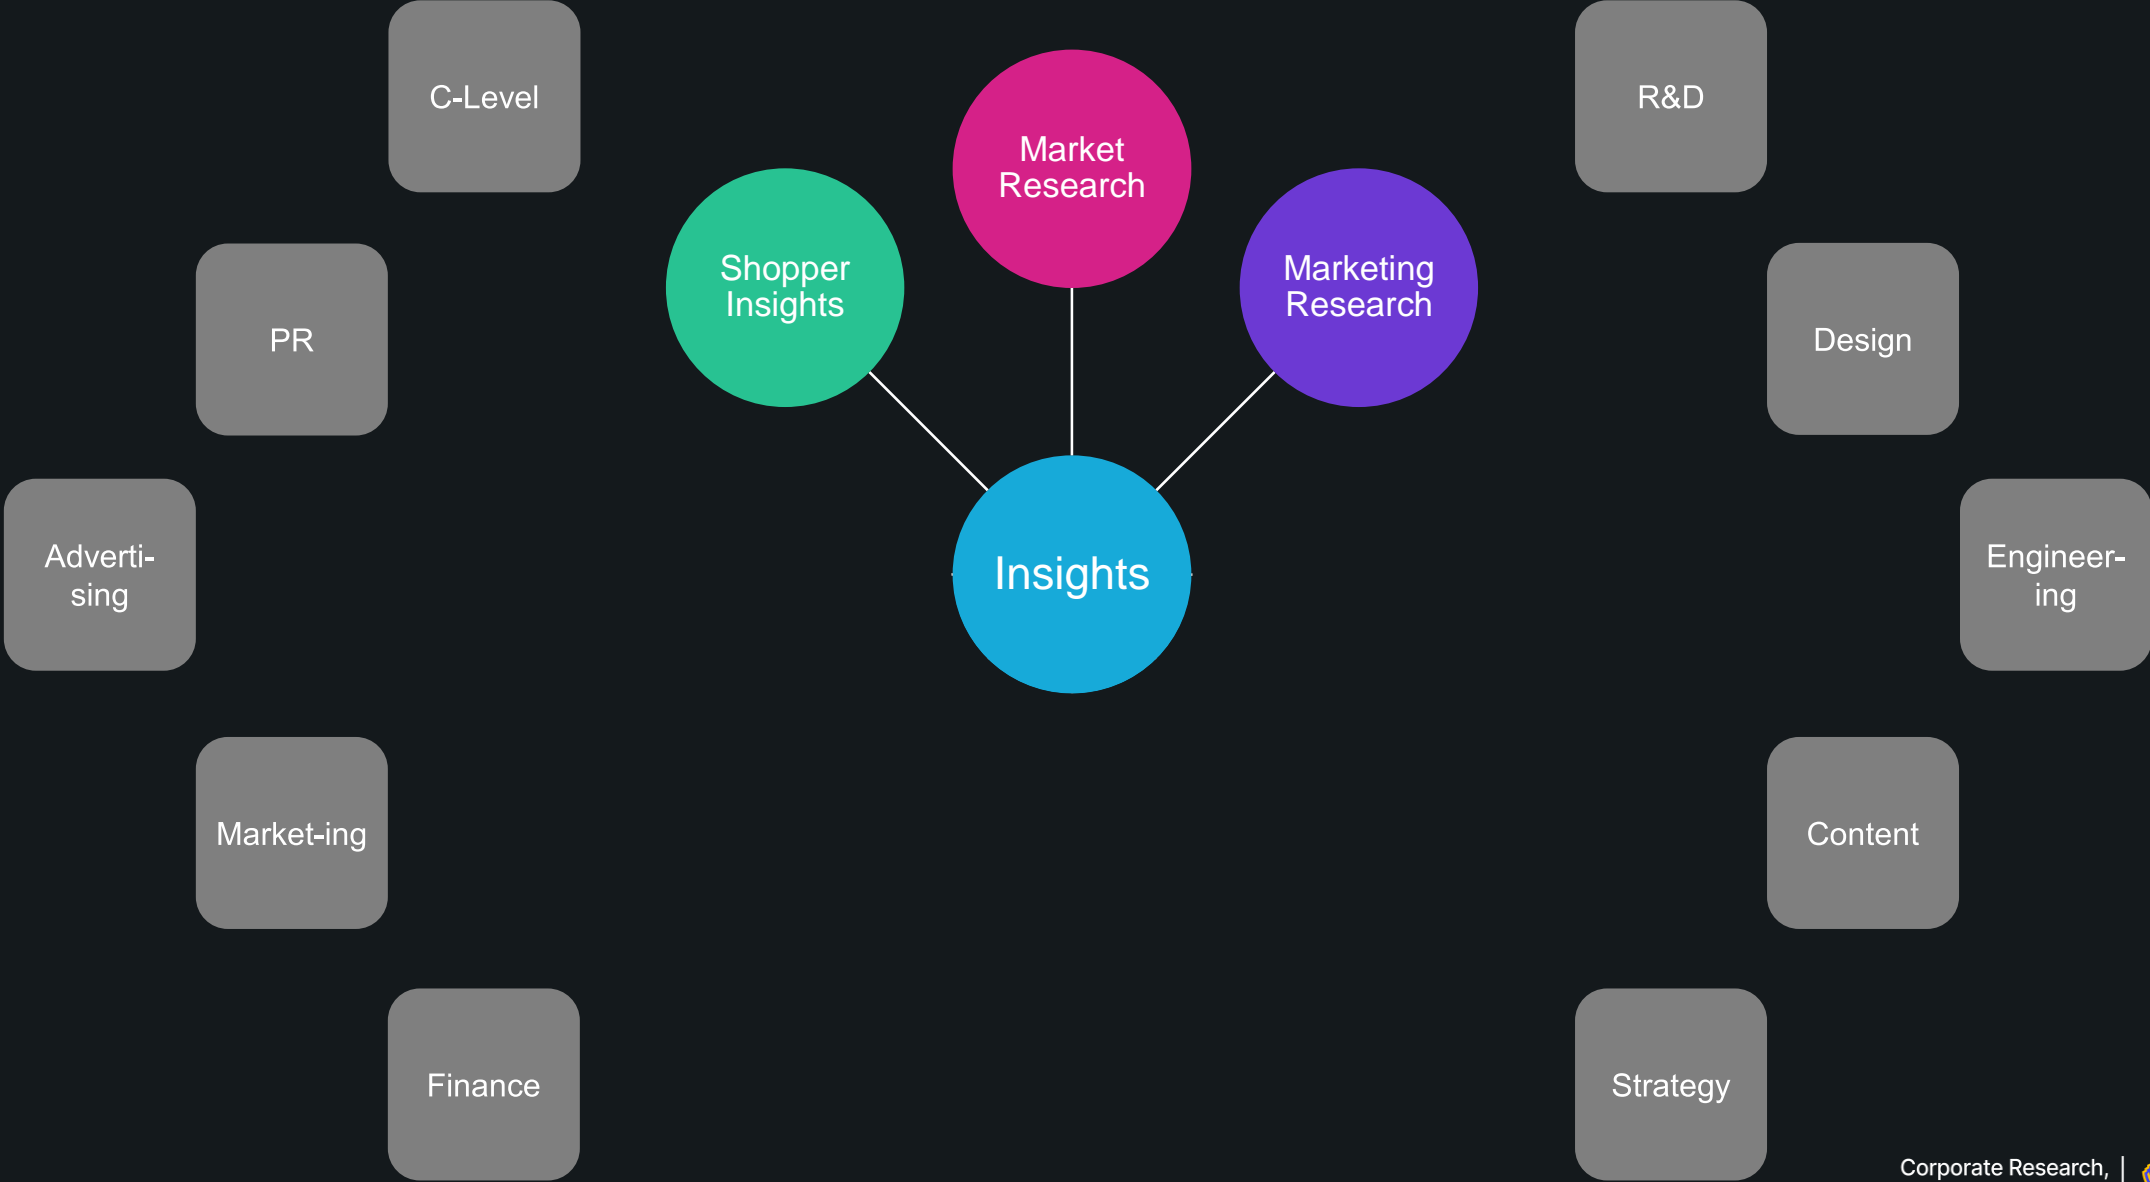 C-Level
R&D
Market
Research
Shopper
Insights
Marketing
Research
PR
Design
Adverti-
sing
Insights
Engineer-
ing
Market-ing
Content
Finance
Strategy
Corporate Research, |